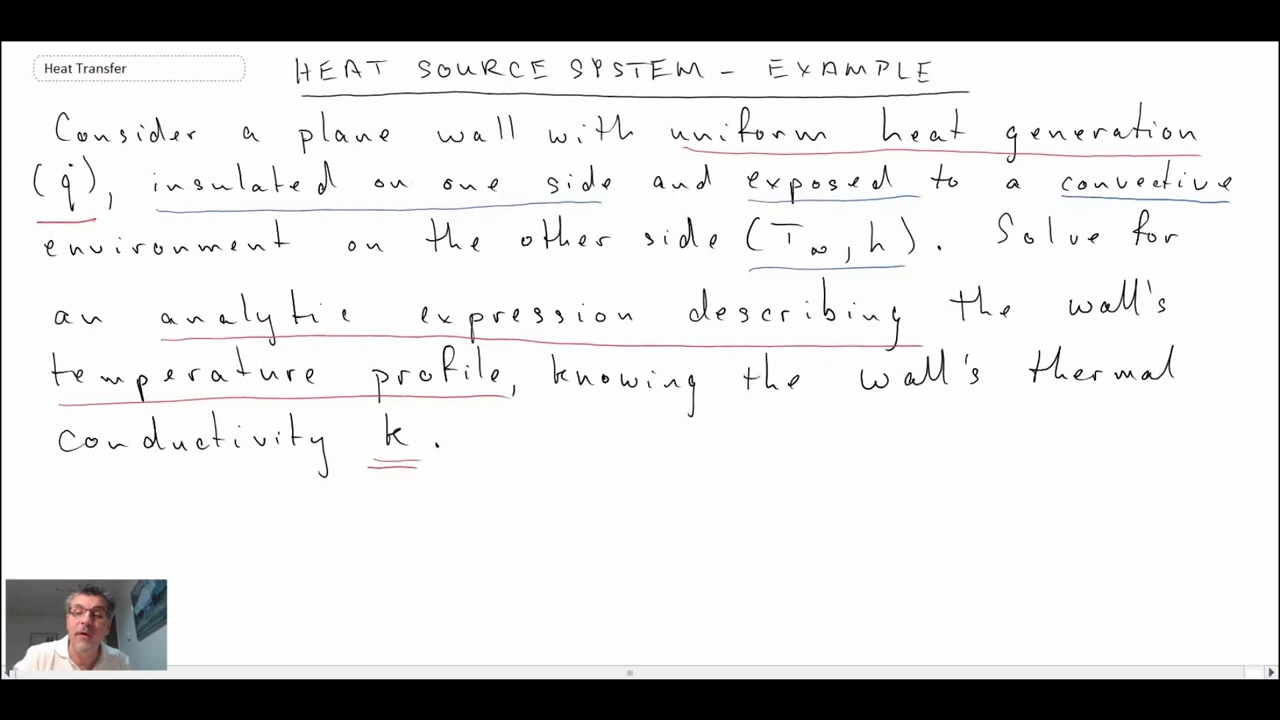 Heat Transfer
HEAT SOURCE SYSTEM - EXAMPLE
Consider a plane wall with uniform heat generation
(q̇), insulated on one side and exposed to a convective
environment on the other side (T∞, h). Solve for
an analytic expression describing the wall's
temperature profile, knowing the wall's thermal
conductivity k.